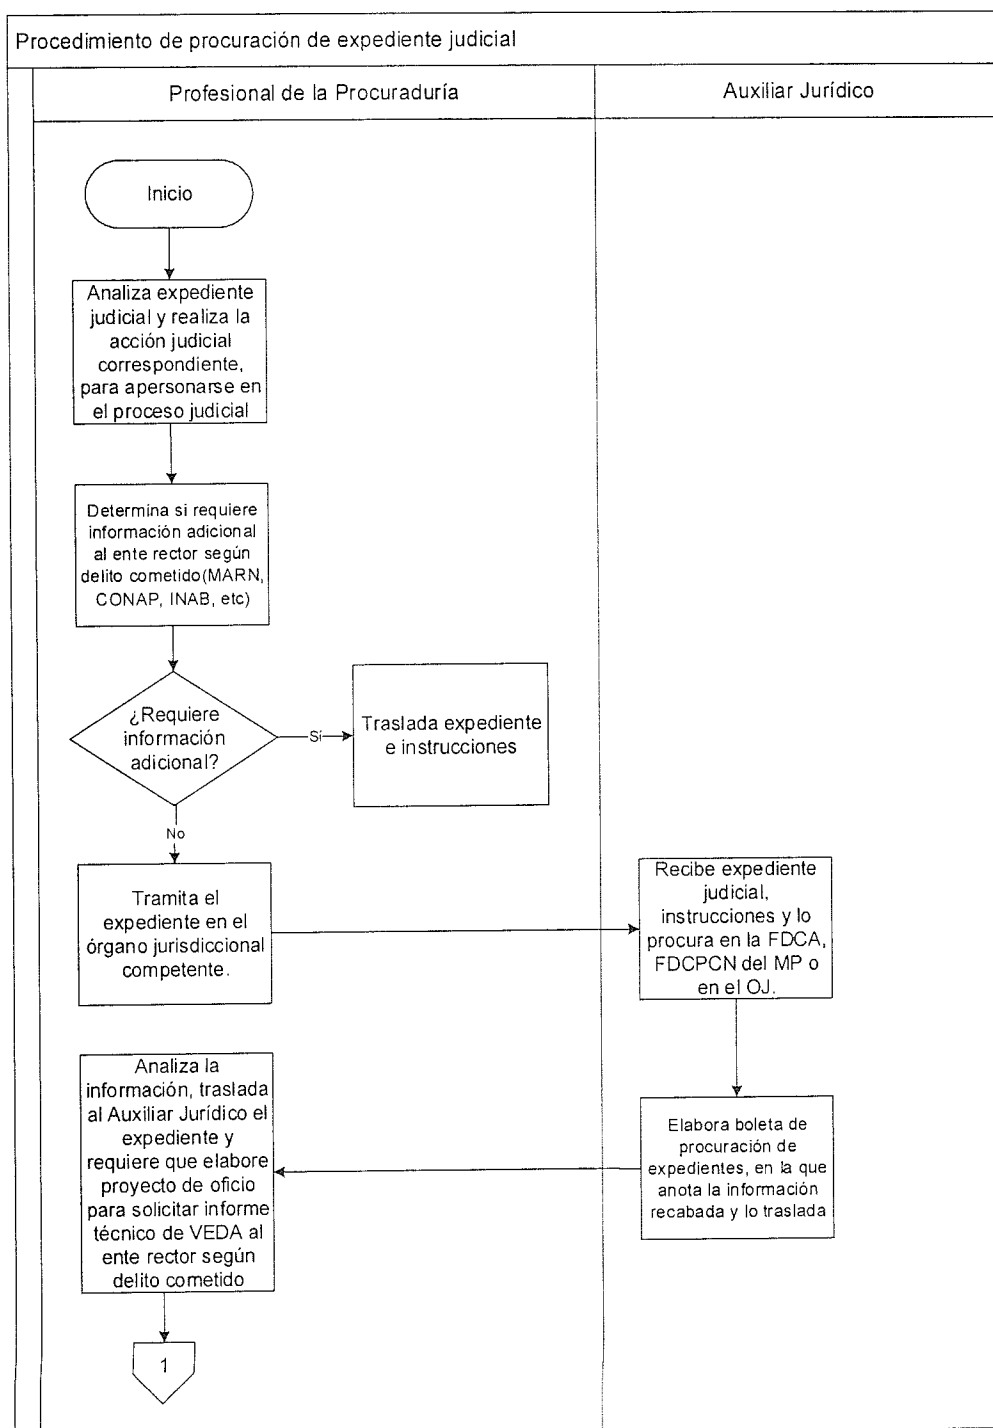 Procedimiento de procuración de expediente judicial
Profesional de la Procuraduría
Auxiliar Jurídico
Inicio
Analiza expediente
judicial y realiza la
acción judicial
correspondiente,
para apersonarse en
el proceso judicial
Determina si requiere
información adicional
al ente rector según
delito cometido(MARN,
CONAP, INAB, etc)
¿Requiere
información
adicional?
Sí
Traslada expediente
e instrucciones
No
Tramita el
expediente en el
órgano jurisdiccional
competente.
Recibe expediente
judicial,
instrucciones y lo
procura en la FDCA,
FDCPCN del MP o
en el OJ.
Elabora boleta de
procuración de
expedientes, en la que
anota la información
recabada y lo traslada
Analiza la
información, traslada
al Auxiliar Jurídico el
expediente y
requiere que elabore
proyecto de oficio
para solicitar informe
técnico de VEDA al
ente rector según
delito cometido
1